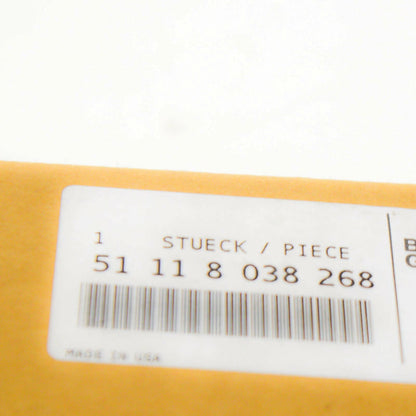 1 STUECK / PIECE
51 11 8 038 268
MADE IN USA